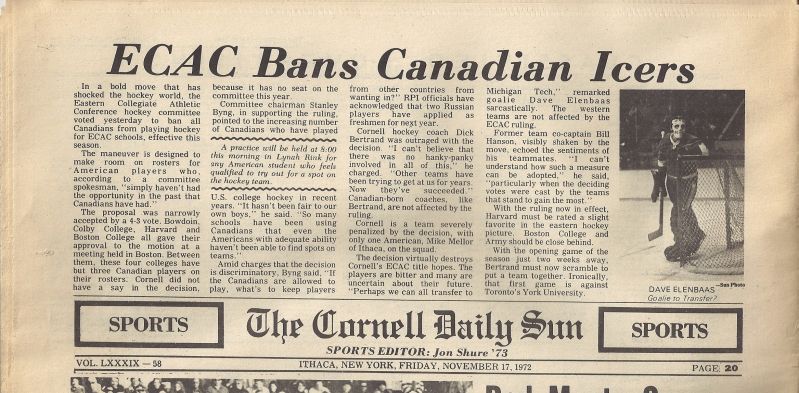 ECAC Bans Canadian Icers
In a bold move that has
shocked the hockey world, the
Eastern Collegiate Athletic
Conference hockey committee
voted yesterday to ban all
Canadians from playing hockey
for ECAC schools, effective this
season.
The maneuver is designed to
make room on rosters for
American players who,
according to a committee
spokesman, "simply haven't had
the opportunity in the past that
Canadians have had."
The proposal was narrowly
accepted by a 4-3 vote. Bowdoin,
Colby College, Harvard and
Boston College all gave their
approval to the motion at a
meeting held in Boston. Between
them, these four colleges have
but three Canadian players on
their rosters. Cornell did not
have a say in the decision,
because it has no seat on the
committee this year.
Committee chairman Stanley
Byng, in supporting the ruling,
pointed to the increasing number
of Canadians who have played
A practice will be held at 8:00
this morning in Lynah Rink for
any American student who feels
qualified to try out for a spot on
the hockey team.
U.S. college hockey in recent
years. "It hasn't been fair to our
own boys," he said. "So many
schools have been using
Canadians that even the
Americans with adequate ability
haven't been able to find spots on
teams."
Amid charges that the decision
is discriminatory, Byng said, "If
the Canadians are allowed to
play, what's to keep players
from other countries from
wanting in?" RPI officials have
acknowledged that two Russian
players have applied as
freshmen for next year.
Cornell hockey coach Dick
Bertrand was outraged with the
decision. "I can't believe that
there was no hanky-panky
involved in all of this," he
charged. "Other teams have
been trying to get at us for years.
Now they've succeeded."
Canadian-born coaches, like
Bertrand, are not affected by the
ruling.
Cornell is a team severely
penalized by the decision, with
only one American, Mike Mellor
of Ithaca, on the squad.
The decision virtually destroys
Cornell's ECAC title hopes. The
players are bitter and many are
uncertain about their future.
"Perhaps we can all transfer to
Michigan Tech," remarked
goalie Dave Elenbaas
sarcastically. The western
teams are not affected by the
ECAC ruling.
Former team co-captain Bill
Hanson, visibly shaken by the
move, echoed the sentiments of
his teammates. "I can't
understand how such a measure
can be adopted," be said,
"particularly when the deciding
votes were cast by the teams
that stand to gain the most."
With the ruling now in effect,
Harvard must be rated a slight
favorite in the eastern hockey
picture. Boston College and
Army should be close behind.
With the opening game of the
season just two weeks away,
Bertrand must now scramble to
put a team together. Ironically,
that first game is against
Toronto's York University.
—Sun Photo
DAVE ELENBAAS
Goalie to Transfer?
SPORTS
The Cornell Daily Sun
SPORTS EDITOR: Jon Shure '73
SPORTS
VOL. LXXXIX — 58
ITHACA, NEW YORK, FRIDAY, NOVEMBER 17, 1972
PAGE 20